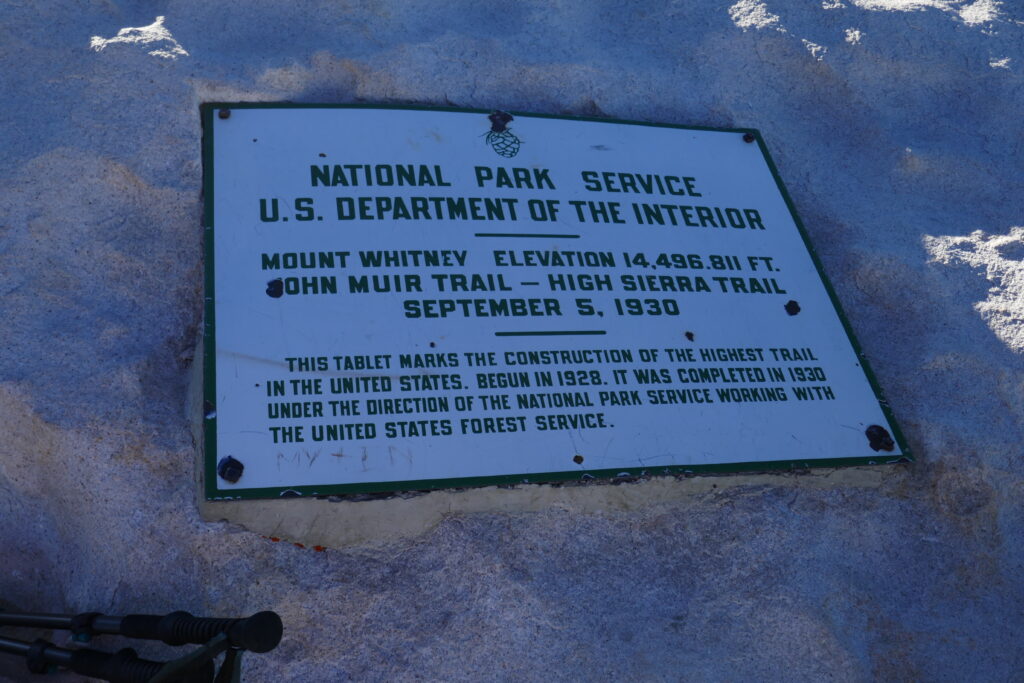 NATIONAL PARK SERVICE
U.S. DEPARTMENT OF THE INTERIOR
MOUNT WHITNEY ELEVATION 14,496.811 FT.
JOHN MUIR TRAIL — HIGH SIERRA TRAIL
SEPTEMBER 5, 1930
THIS TABLET MARKS THE CONSTRUCTION OF THE HIGHEST TRAIL
IN THE UNITED STATES. BEGUN IN 1928. IT WAS COMPLETED IN 1930
UNDER THE DIRECTION OF THE NATIONAL PARK SERVICE WORKING WITH
THE UNITED STATES FOREST SERVICE.